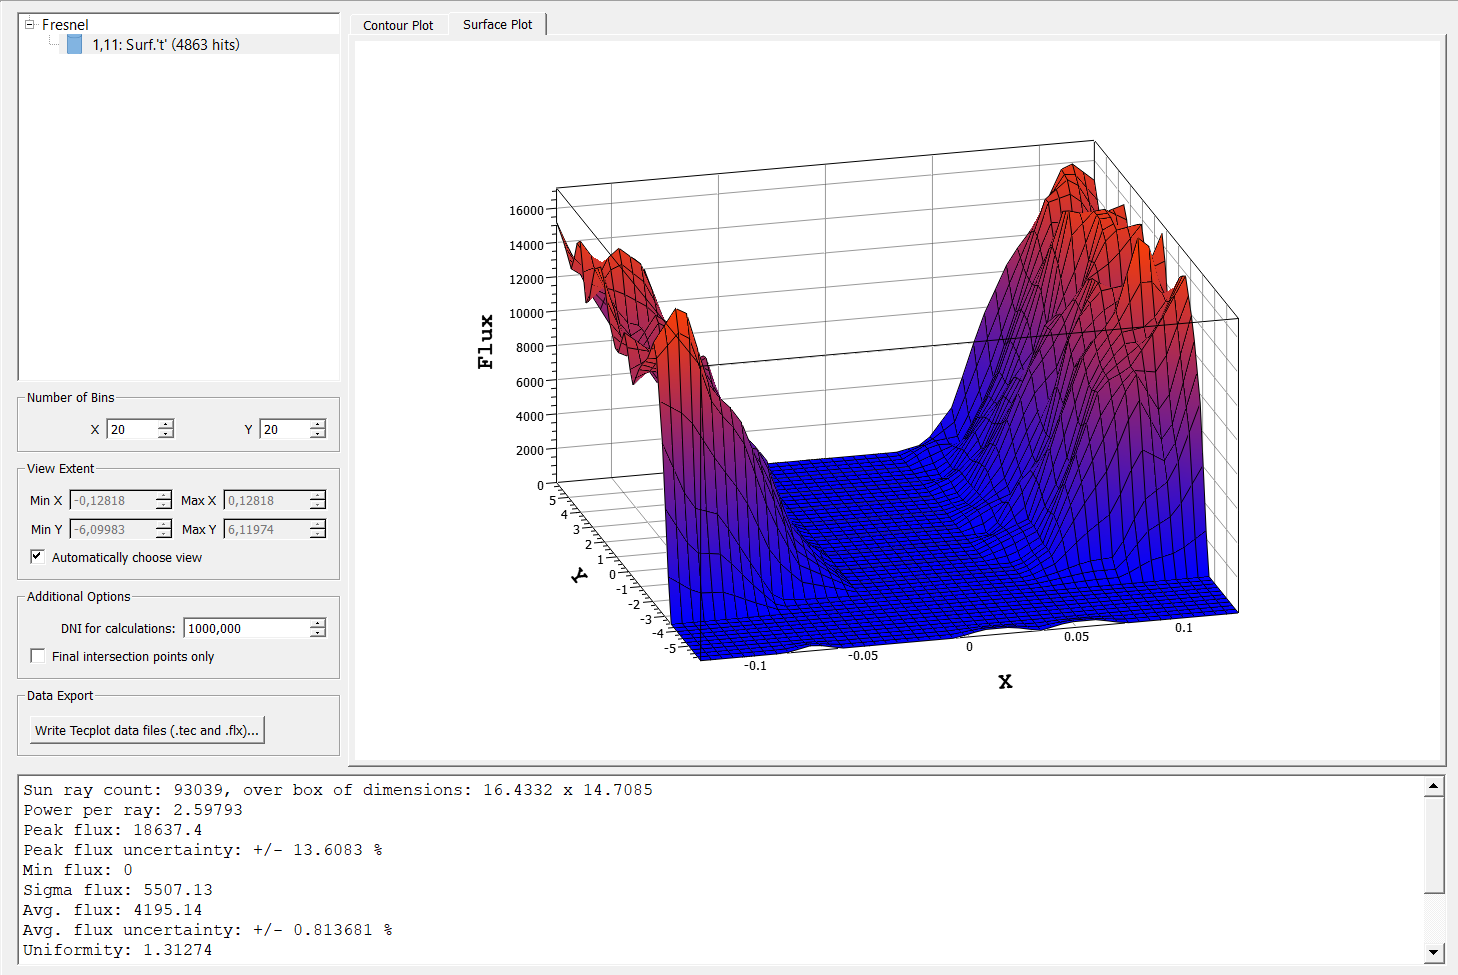 Fresnel
1,11: Surf.'t' (4863 hits)
Number of Bins
X 20 Y 20
View Extent
Min X -0,12818 Max X 0,12818
Min Y -6,09983 Max Y 6,11974
Automatically choose view
Additional Options
DNI for calculations: 1000,000
Final intersection points only
Data Export
Write Tecplot data files (.tec and .flx)...
Contour Plot Surface Plot
Flux
16000
14000
12000
10000
8000
6000
4000
2000
0
5
4
3
2
1
0
-1
-2
-3
-4
-5
Y
-0.1 -0.05 0 0.05 0.1
X
Sun ray count: 93039, over box of dimensions: 16.4332 x 14.7085
Power per ray: 2.59793
Peak flux: 18637.4
Peak flux uncertainty: +/- 13.6083 %
Min flux: 0
Sigma flux: 5507.13
Avg. flux: 4195.14
Avg. flux uncertainty: +/- 0.813681 %
Uniformity: 1.31274